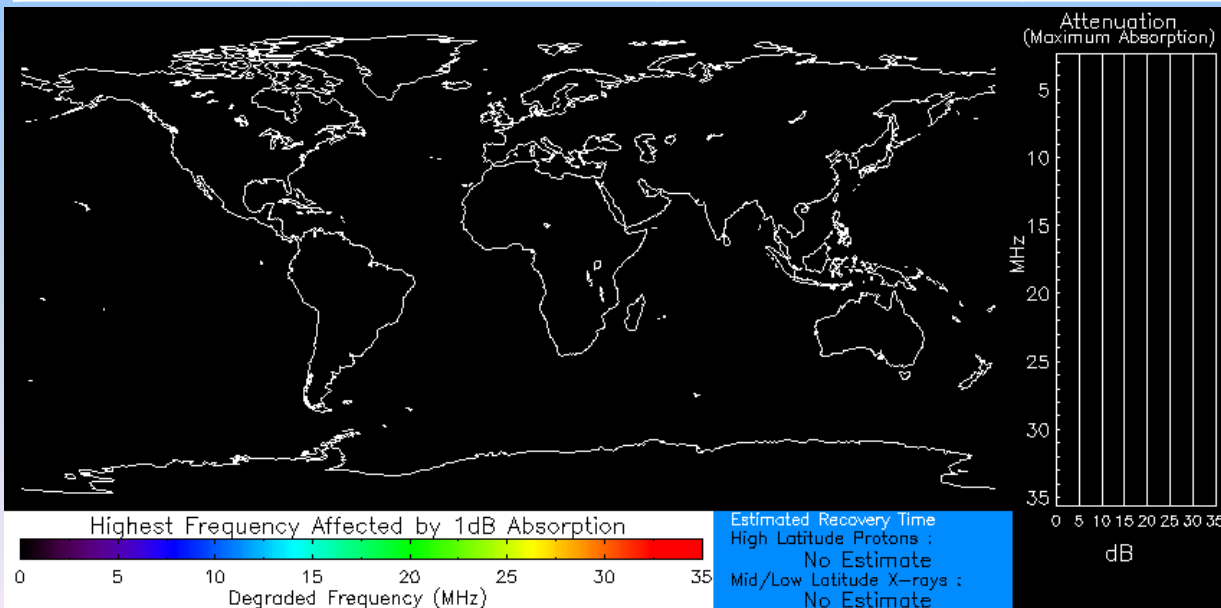 Attenuation
(Maximum Absorption)
5
10
15
20
25
30
35
MHz
0 5 10 15 20 25 30 35
dB
Highest Frequency Affected by 1dB Absorption
0 5 10 15 20 25 30 35
Degraded Frequency (MHz)
Estimated Recovery Time
High Latitude Protons :
No Estimate
Mid/Low Latitude X-rays :
No Estimate